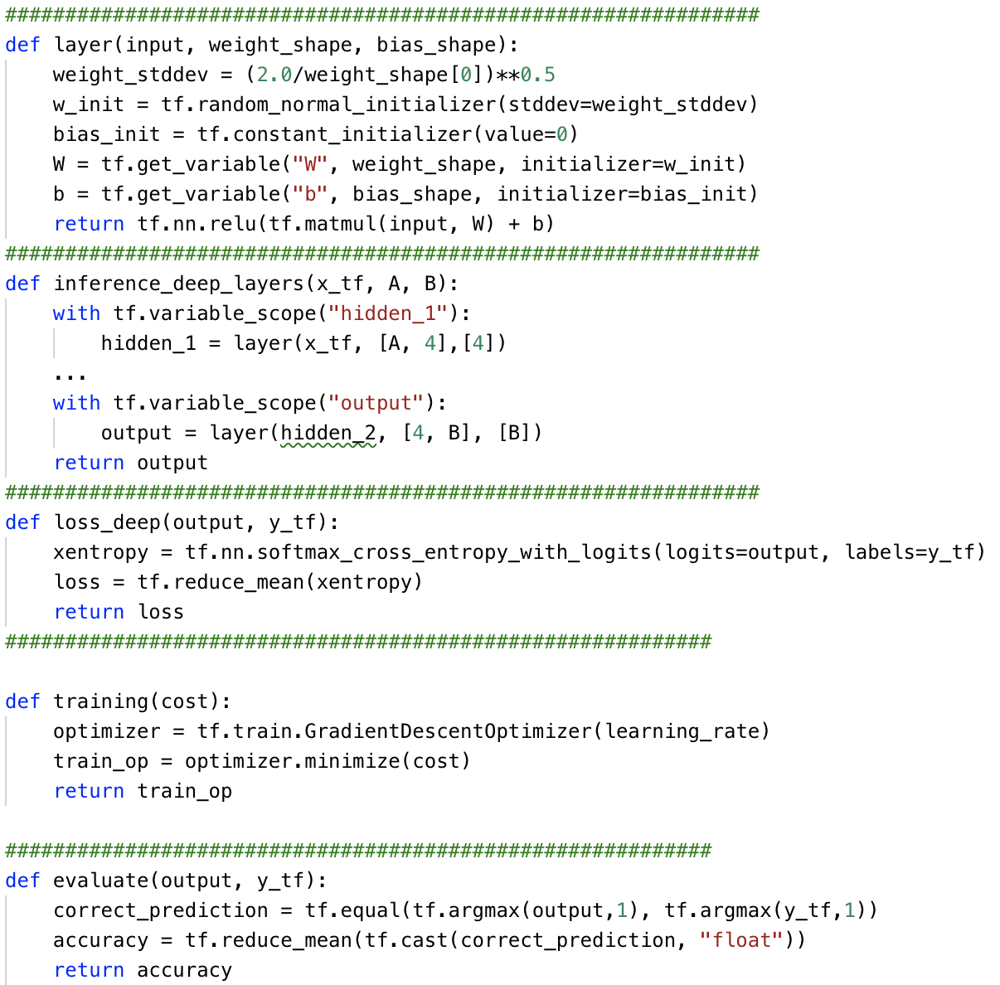 ###############################################################
def layer(input, weight_shape, bias_shape):
    weight_stddev = (2.0/weight_shape[0])**0.5
    w_init = tf.random_normal_initializer(stddev=weight_stddev)
    bias_init = tf.constant_initializer(value=0)
    W = tf.get_variable("W", weight_shape, initializer=w_init)
    b = tf.get_variable("b", bias_shape, initializer=bias_init)
    return tf.nn.relu(tf.matmul(input, W) + b)
###############################################################
def inference_deep_layers(x_tf, A, B):
    with tf.variable_scope("hidden_1"):
        hidden_1 = layer(x_tf, [A, 4],[4])
    ...
    with tf.variable_scope("output"):
        output = layer(hidden_2, [4, B], [B])
    return output
###############################################################
def loss_deep(output, y_tf):
    xentropy = tf.nn.softmax_cross_entropy_with_logits(logits=output, labels=y_tf)
    loss = tf.reduce_mean(xentropy)
    return loss
###########################################################
def training(cost):
    optimizer = tf.train.GradientDescentOptimizer(learning_rate)
    train_op = optimizer.minimize(cost)
    return train_op
###########################################################
def evaluate(output, y_tf):
    correct_prediction = tf.equal(tf.argmax(output,1), tf.argmax(y_tf,1))
    accuracy = tf.reduce_mean(tf.cast(correct_prediction, "float"))
    return accuracy